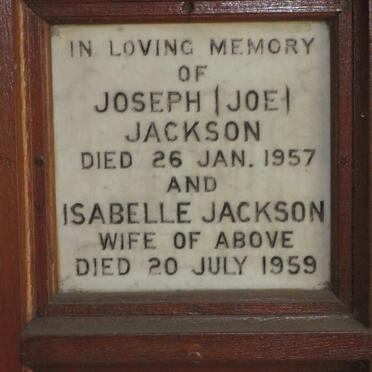 IN LOVING MEMORY
OF
JOSEPH (JOE)
JACKSON
DIED 26 JAN. 1957
AND
ISABELLE JACKSON
WIFE OF ABOVE
DIED 20 JULY 1959